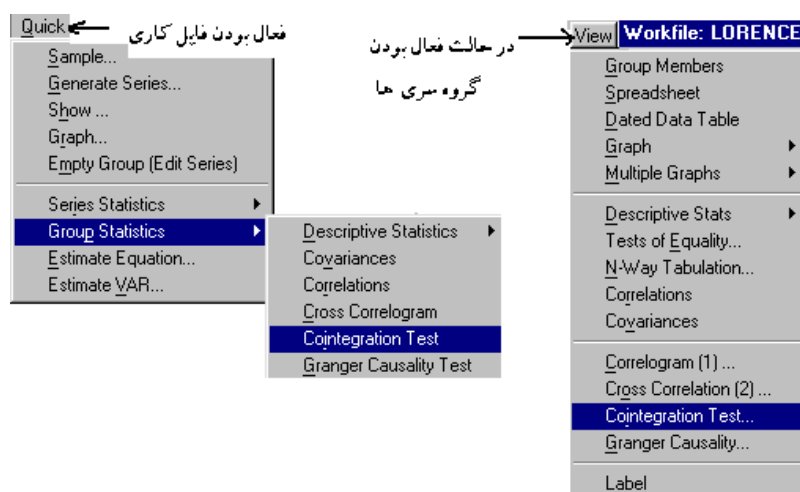 Quick
فعال بودن فایل کاری
Sample...
Generate Series...
Show ...
Graph...
Empty Group (Edit Series)
Series Statistics
Group Statistics
Estimate Equation...
Estimate VAR...
Descriptive Statistics
Covariances
Correlations
Cross Correlogram
Cointegration Test
Granger Causality Test
در حالت فعال بودن
گروه سری ها
View Workfile: LORENCE
Group Members
Spreadsheet
Dated Data Table
Graph
Multiple Graphs
Descriptive Stats
Tests of Equality...
N-Way Tabulation...
Correlations
Covariances
Correlogram (1) ...
Cross Correlation (2) ...
Cointegration Test...
Granger Causality...
Label